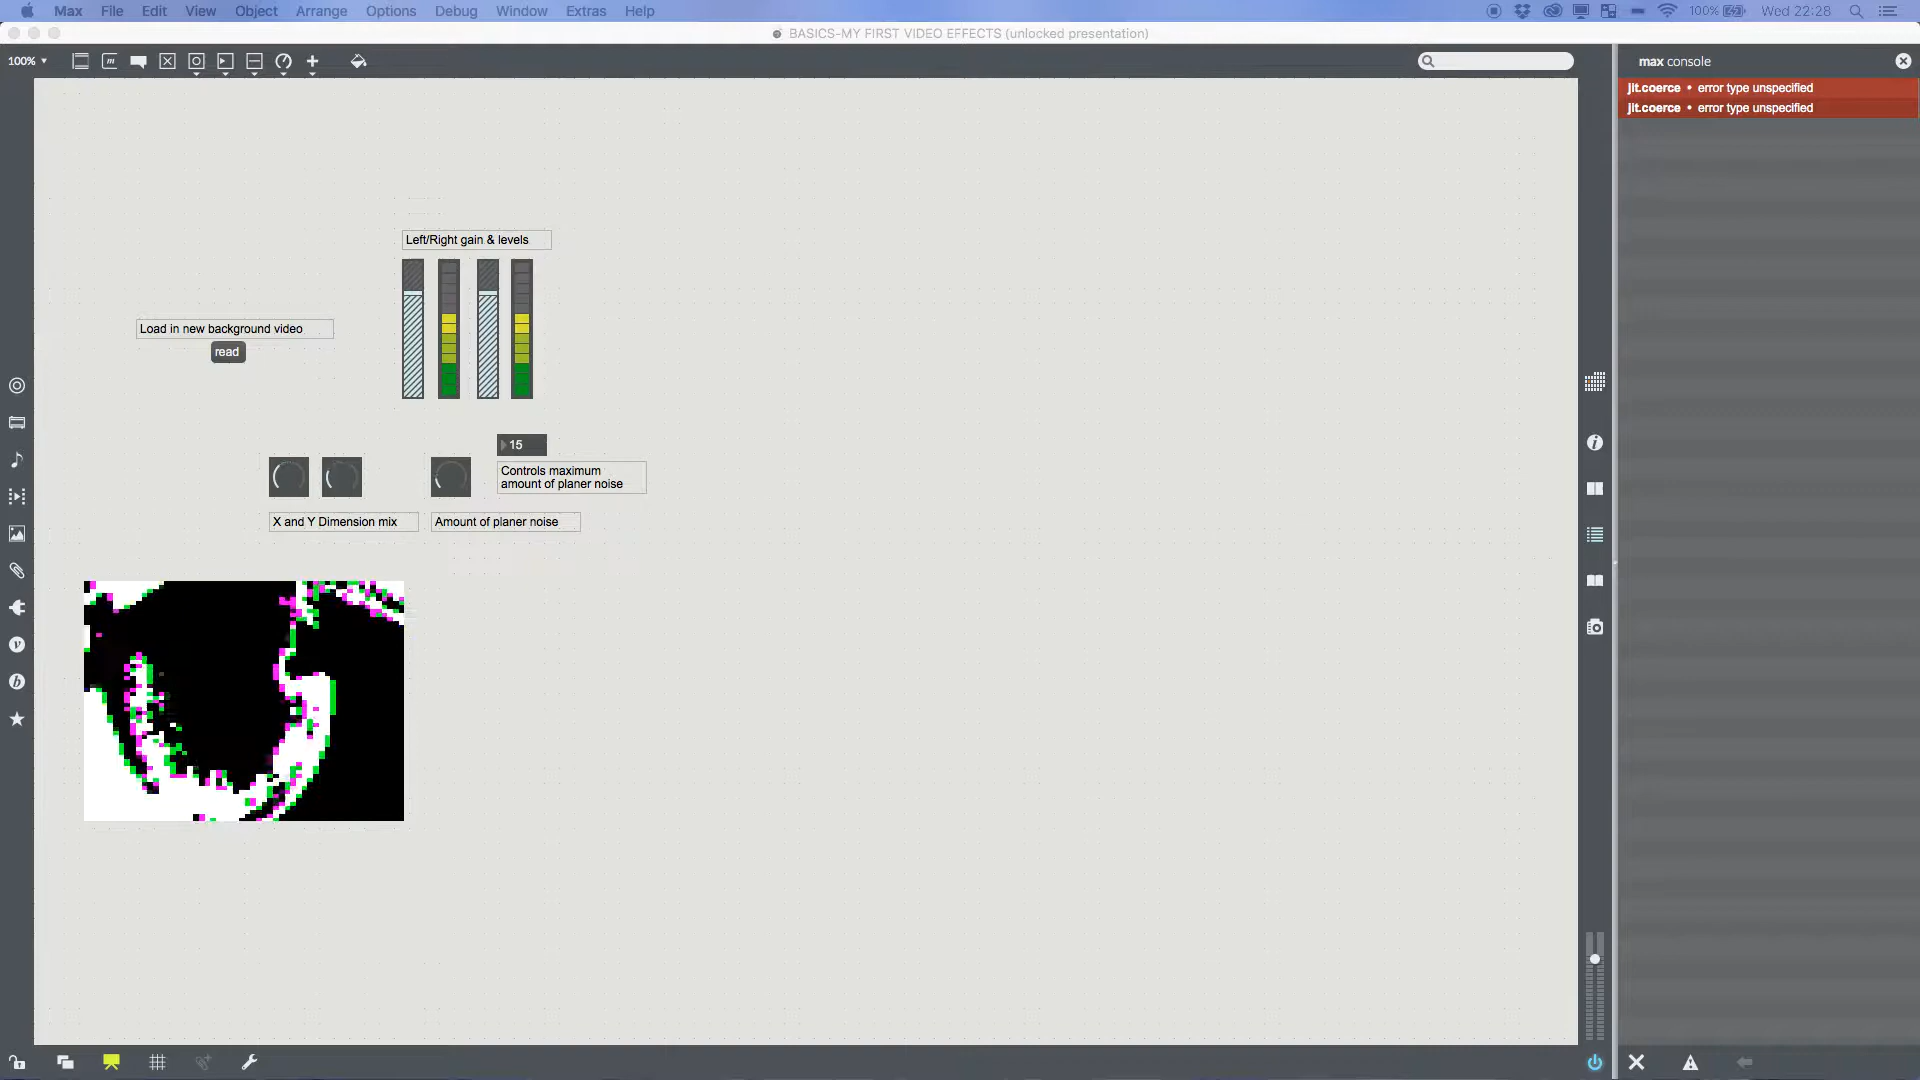 Max File Edit View Object Arrange Options Debug Window Extras Help 100% Wed 22:28
BASICS-MY FIRST VIDEO EFFECTS (unlocked presentation)
100%
max console
jit.coerce • error type unspecified
jit.coerce • error type unspecified
Left/Right gain & levels
Load in new background video
read
15
Controls maximum
amount of planer noise
X and Y Dimension mix
Amount of planer noise